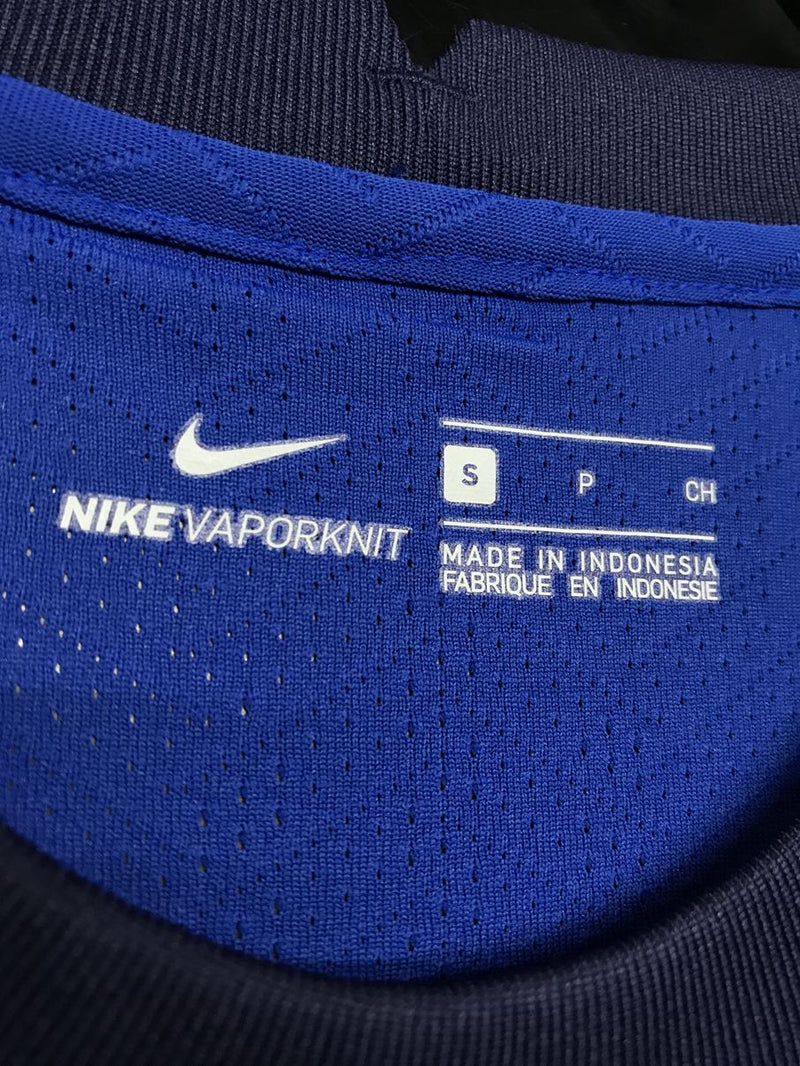 NIKE VAPORKNIT
S P CH
MADE IN INDONESIA
FABRIQUE EN INDONESIE